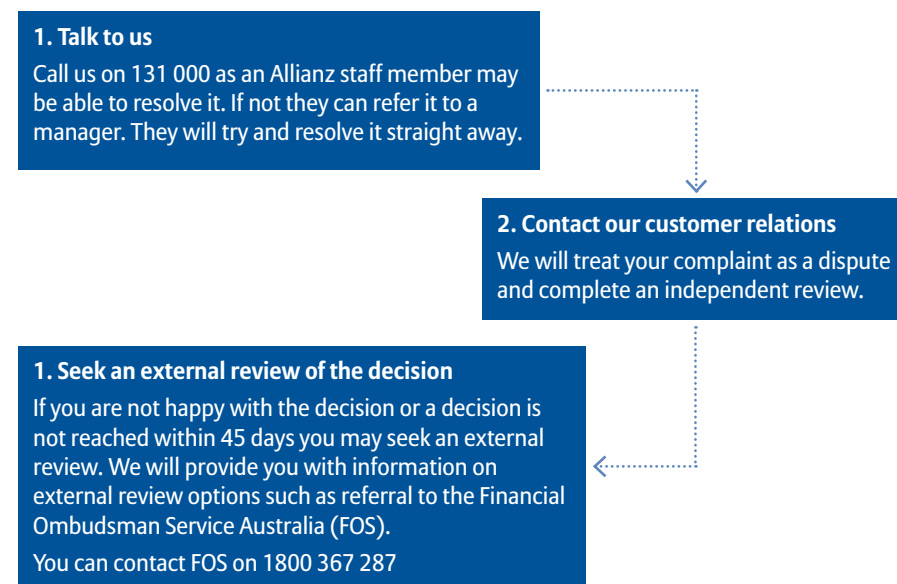 1. Talk to us
Call us on 131 000 as an Allianz staff member may
be able to resolve it. If not they can refer it to a
manager. They will try and resolve it straight away.
2. Contact our customer relations
We will treat your complaint as a dispute
and complete an independent review.
1. Seek an external review of the decision
If you are not happy with the decision or a decision is
not reached within 45 days you may seek an external
review. We will provide you with information on
external review options such as referral to the Financial
Ombudsman Service Australia (FOS).
You can contact FOS on 1800 367 287